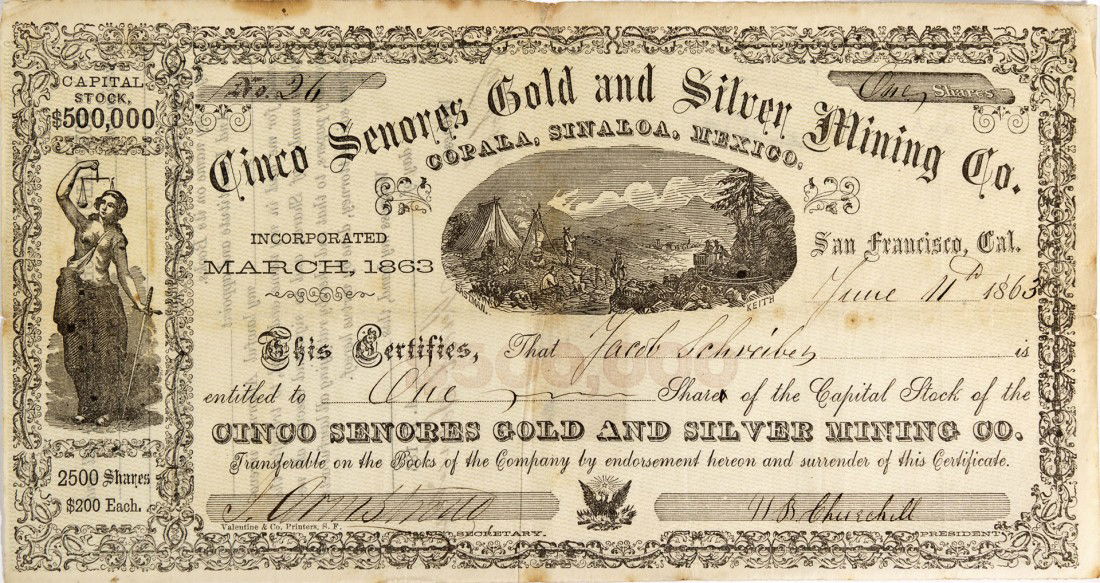 CAPITAL
STOCK,
$500,000
No. 26
One Shares
Cinco Senores Gold and Silver Mining Co.
COPALA, SINALOA, MEXICO.
INCORPORATED
MARCH, 1863
KEITH
San Francisco, Cal.
June 11th 1863
This Certifies, That Jacob Schreiber is
entitled to One Share of the Capital Stock of the
CINCO SENORES GOLD AND SILVER MINING CO.
Transferable on the Books of the Company by endorsement hereon and surrender of this Certificate.
2500 Shares
$200 Each.
W B Churchill
Valentine & Co, Printers, S. F.
SECRETARY.
PRESIDENT